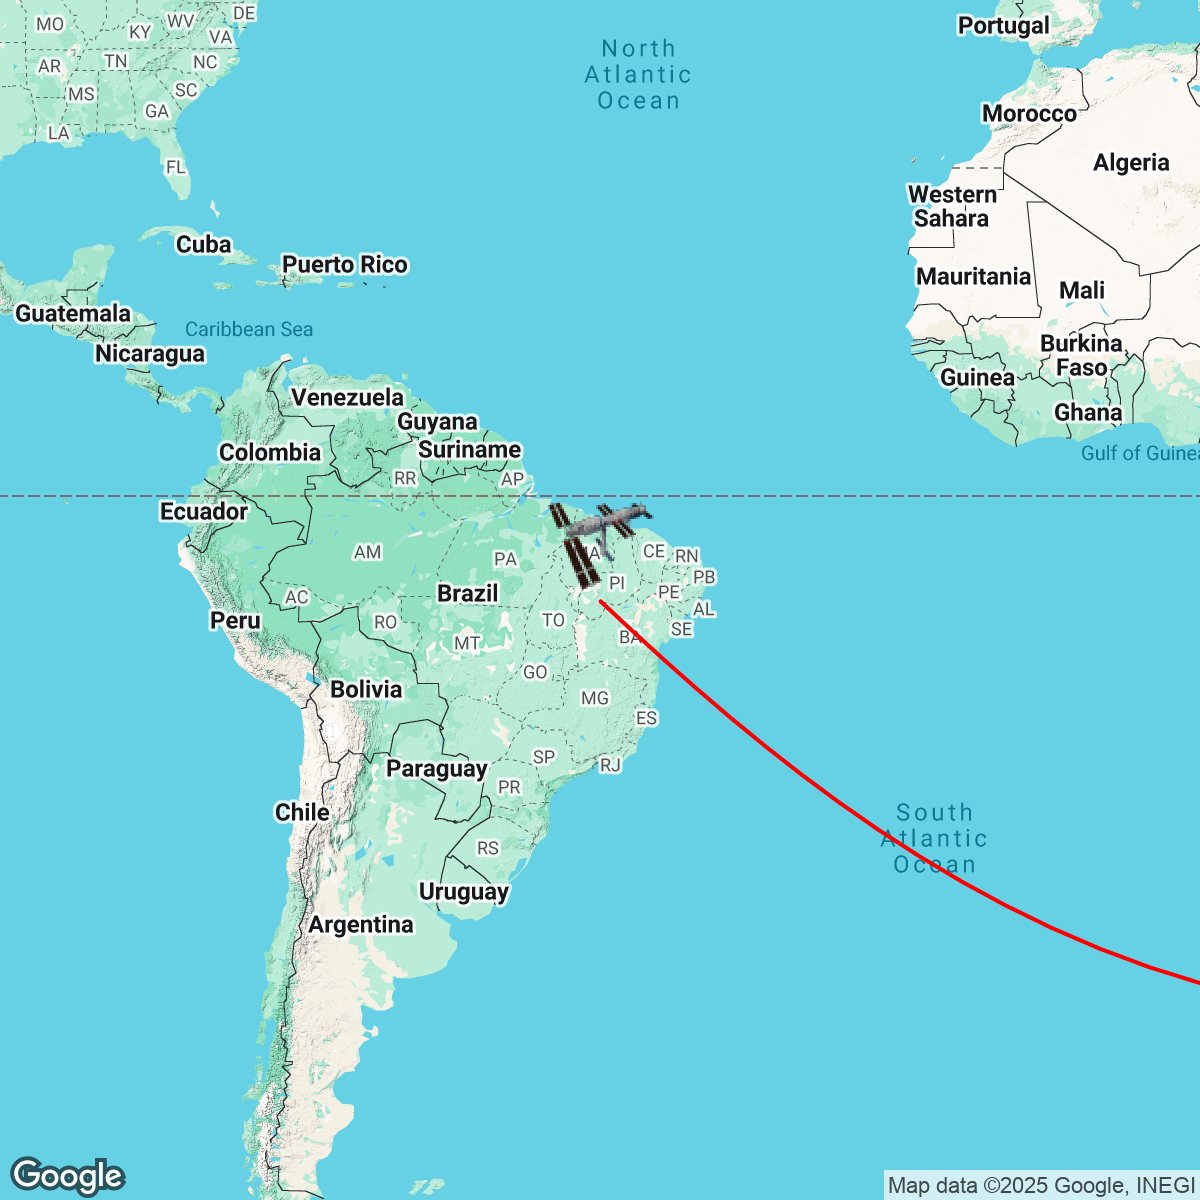 MO
KY
WV
DE
VA
AR
TN
NC
MS
SC
GA
LA
FL
North
Atlantic
Ocean
Portugal
Morocco
Algeria
Western
Sahara
Mauritania
Mali
Burkina
Faso
Guinea
Ghana
Gulf of Guinea
Cuba
Puerto Rico
Guatemala
Caribbean Sea
Nicaragua
Venezuela
Guyana
Suriname
Colombia
RR
AP
Ecuador
AM
PA
CE
RN
PI
PB
PE
AL
SE
BA
TO
Brazil
AC
RO
MT
Peru
GO
Bolivia
MG
ES
SP
RJ
Paraguay
PR
Chile
RS
Uruguay
Argentina
South
Atlantic
Ocean
Google
Map data ©2025 Google, INEGI